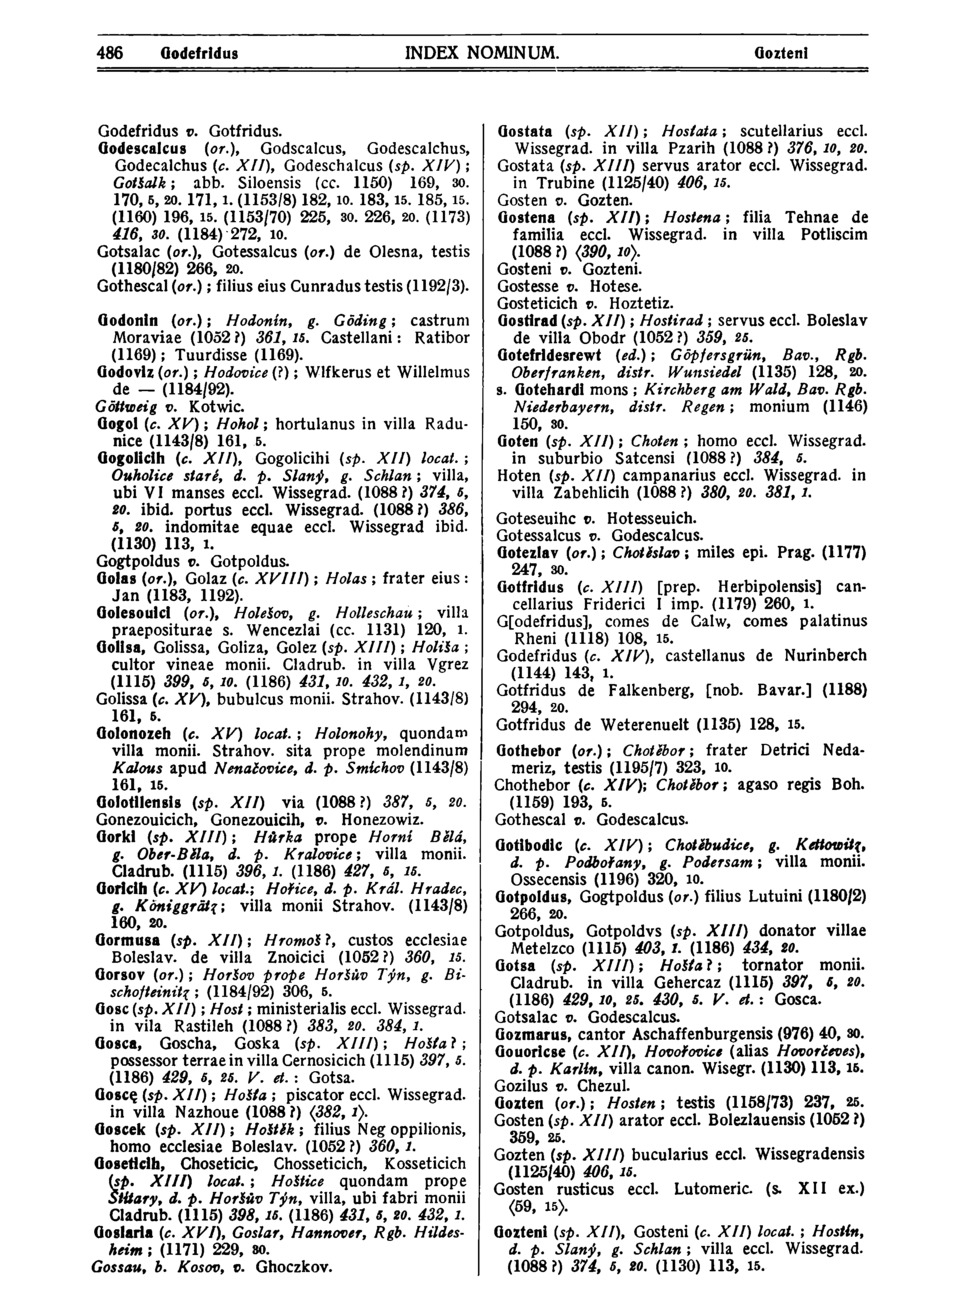 486 Godefridus INDEX NOMINUM. Gozteni
Godefridus v. Gotfridus.
Godescalcus (or.), Godscalcus, Godescalchus,
Godecalchus (c. XII), Godeschalcus (sp. XIV);
Gotšalk; abb. Siloensis (cc. 1150) 169, 30.
170, 5, 20. 171, 1. (1153/8) 182, 10. 183, 15. 185, 15.
(1160) 196, 15. (1153/70) 225, 30. 226, 20. (1173)
416, 30. (1184) 272, 10.
Gotsalac (or.), Gotessalcus (or.) de Olesna, testis
(1180/82) 266, 20.
Gothescal (or.); filius eius Cunradus testis (1192/3).
Godonin (or.); Hodonín, g. Göding; castrum
Moraviae (1052?) 361, 15. Castellani: Ratibor
(1169); Tuurdisse (1169).
Godoviz (or.); Hodovice (?); Wlfkerus et Willelmus
de — (1184/92).
Göttweig v. Kotwic.
Gogol (c. XV); Hohol; hortulanus in villa Radu-
nice (1143/8) 161, 5.
Gogolicih (c. XII), Gogolicihi (sp. XII) locat.;
Ouholice staré, d. p. Slaný, g. Schlan; villa,
ubi VI manses eccl. Wissegrad. (1088?) 374, 5,
20. ibid. portus eccl. Wissegrad. (1088?) 386,
5, 20. indomitae equae eccl. Wissegrad ibid.
(1130) 113, 1.
Gogtpoldus v. Gotpoldus.
Golas (or.), Golaz (c. XVIII); Holas; frater eius:
Jan (1183, 1192).
Golesouici (or.), Holešov, g. Holleschau; villa
praepositurae s. Wencezlai (cc. 1131) 120, 1.
Golisa, Golissa, Goliza, Golez (sp. XIII); Holiša;
cultor vineae monii. Cladrub. in villa Vgrez
(1115) 399, 5, 10. (1186) 431, 10. 432, 1, 20.
Golissa (c. XV), bubulcus monii. Strahov. (1143/8)
161, 5.
Golonozeh (c. XV) locat.; Holonohy, quondam
villa monii. Strahov. sita prope molendinum
Kalous apud Nenačovice, d. p. Smíchov (1143/8)
161, 15.
Golotilensis (sp. XII) via (1088?) 387, 5, 20.
Gonezouicich, Gonezouicih, v. Honezowiz.
Gorki (sp. XIII); Hůrka prope Horní Bělá,
g. Ober-Běla, d. p. Kralovice; villa monii.
Cladrub. (1115) 396, 1. (1186) 427, 5, 15.
Goricih (c. XV) locat.; Hořice, d. p. Král. Hradec,
g. Königgrätz; villa monii Strahov. (1143/8)
160, 20.
Gormusa (sp. XII); Hromoš?, custos ecclesiae
Boleslav. de villa Znoicici (1052?) 360, 15.
Gorsov (or.); Horšov prope Horšův Týn, g. Bi-
schofteinitz; (1184/92) 306, 5.
Gosc (sp. XII); Host; ministerialis eccl. Wissegrad.
in vila Rastileh (1088?) 383, 20. 384, 1.
Gosca, Goscha, Goska (sp. XIII); Hošťa?;
possessor terrae in villa Cernosicich (1115) 397, 5.
(1186) 429, 5, 25. V. et.: Gotsa.
Goscę (sp. XII); Hošťa; piscator eccl. Wissegrad.
in villa Nazhoue (1088?) ⟨382, 1⟩.
Goscek (sp. XII); Hoštěk; filius Neg oppilionis,
homo ecclesiae Boleslav. (1052?) 360, 1.
Goseticih, Choseticic, Chosseticich, Kosseticich
(sp. XIII) locat.; Hoštice quondam prope
Štítary, d. p. Horšův Týn, villa, ubi fabri monii
Cladrub. (1115) 398, 15. (1186) 431, 5, 20. 432, 1.
Goslaria (c. XVI), Goslar, Hannover, Rgb. Hildes-
heim; (1171) 229, 30.
Gossau, b. Kosov, v. Ghoczkov.
Gostata (sp. XII); Hosťata; scutellarius eccl.
Wissegrad. in villa Pzarih (1088?) 376, 10, 20.
Gostata (sp. XIII) servus arator eccl. Wissegrad.
in Trubine (1125/40) 406, 15.
Gosten v. Gozten.
Gostena (sp. XII); Hostena; filia Tehnae de
familia eccl. Wissegrad. in villa Potliscim
(1088?) ⟨390, 10⟩.
Gosteni v. Gozteni.
Gostesse v. Hotese.
Gosteticich v. Hoztetiz.
Gostirad (sp. XII); Hostirad; servus eccl. Boleslav
de villa Obodr (1052?) 359, 25.
Gotefridesrewt (ed.); Göpfersgrün, Bav., Rgb.
Oberfranken, distr. Wunsiedel (1135) 128, 20.
s. Gotehardi mons; Kirchberg am Wald, Bav. Rgb.
Niederbayern, distr. Regen; monium (1146)
150, 30.
Goten (sp. XII); Choten; homo eccl. Wissegrad.
in suburbio Satcensi (1088?) 384, 5.
Hoten (sp. XII) campanarius eccl. Wissegrad. in
villa Zabehlicih (1088?) 380, 20. 381, 1.
Goteseuihc v. Hotesseuich.
Gotessalcus v. Godescalcus.
Gotezlav (or.); Chotěslav; miles epi. Prag. (1177)
247, 30.
Gotfridus (c. XIII) [prep. Herbipolensis] can-
cellarius Friderici I imp. (1179) 260, 1.
G[odefridus], comes de Calw, comes palatinus
Rheni (1118) 108, 15.
Godefridus (c. XIV), castellanus de Nurinberch
(1144) 143, 1.
Gotfridus de Falkenberg, [nob. Bavar.] (1188)
294, 20.
Gotfridus de Weterenuelt (1135) 128, 15.
Gothebor (or.); Chotěbor; frater Detrici Neda-
meriz, testis (1195/7) 323, 10.
Chothebor (c. XIV); Chotěbor; agaso regis Boh.
(1159) 193, 5.
Gothescal v. Godescalcus.
Gotibodic (c. XIV); Chotěbudice, g. Kettowitz,
d. p. Podbořany, g. Podersam; villa monii.
Ossecensis (1196) 320, 10.
Gotpoldus, Gogtpoldus (or.) filius Lutuini (1180/2)
266, 20.
Gotpoldus, Gotpoldvs (sp. XIII) donator villae
Metelzco (1115) 403, 1. (1186) 434, 20.
Gotsa (sp. XIII); Hošťa?; tornator monii.
Cladrub. in villa Gehercaz (1115) 397, 5, 20.
(1186) 429, 10, 25. 430, 5. V. et.: Gosca.
Gotsalac v. Godescalcus.
Gozmarus, cantor Aschaffenburgensis (976) 40, 30.
Gouoricse (c. XII), Hovořovice (alias Hovorčeves),
d. p. Karlín, villa canon. Wisegr. (1130) 113, 15.
Gozilus v. Chezul.
Gozten (or.); Hosten; testis (1158/73) 237, 25.
Gosten (sp. XII) arator eccl. Bolezlauensis (1052?)
359, 25.
Gozten (sp. XIII) bucularius eccl. Wissegradensis
(1125/40) 406, 15.
Gosten rusticus eccl. Lutomeric. (s. XII ex.)
⟨59, 15⟩.
Gozteni (sp. XII), Gosteni (c. XII) locat.; Hostín,
d. p. Slaný, g. Schlan; villa eccl. Wissegrad.
(1088?) 374, 5, 20. (1130) 113, 15.